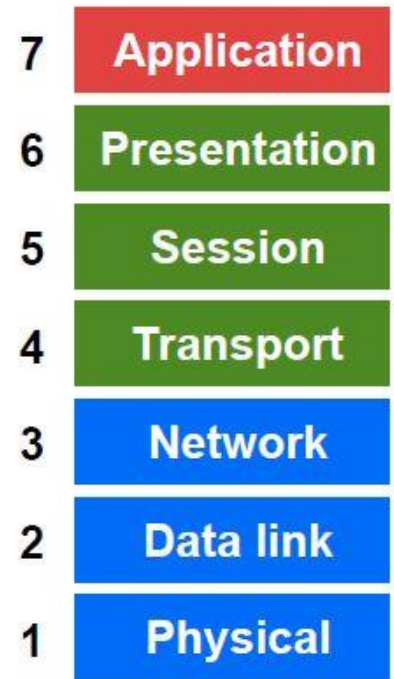 7 Application
6 Presentation
5 Session
4 Transport
3 Network
2 Data link
1 Physical